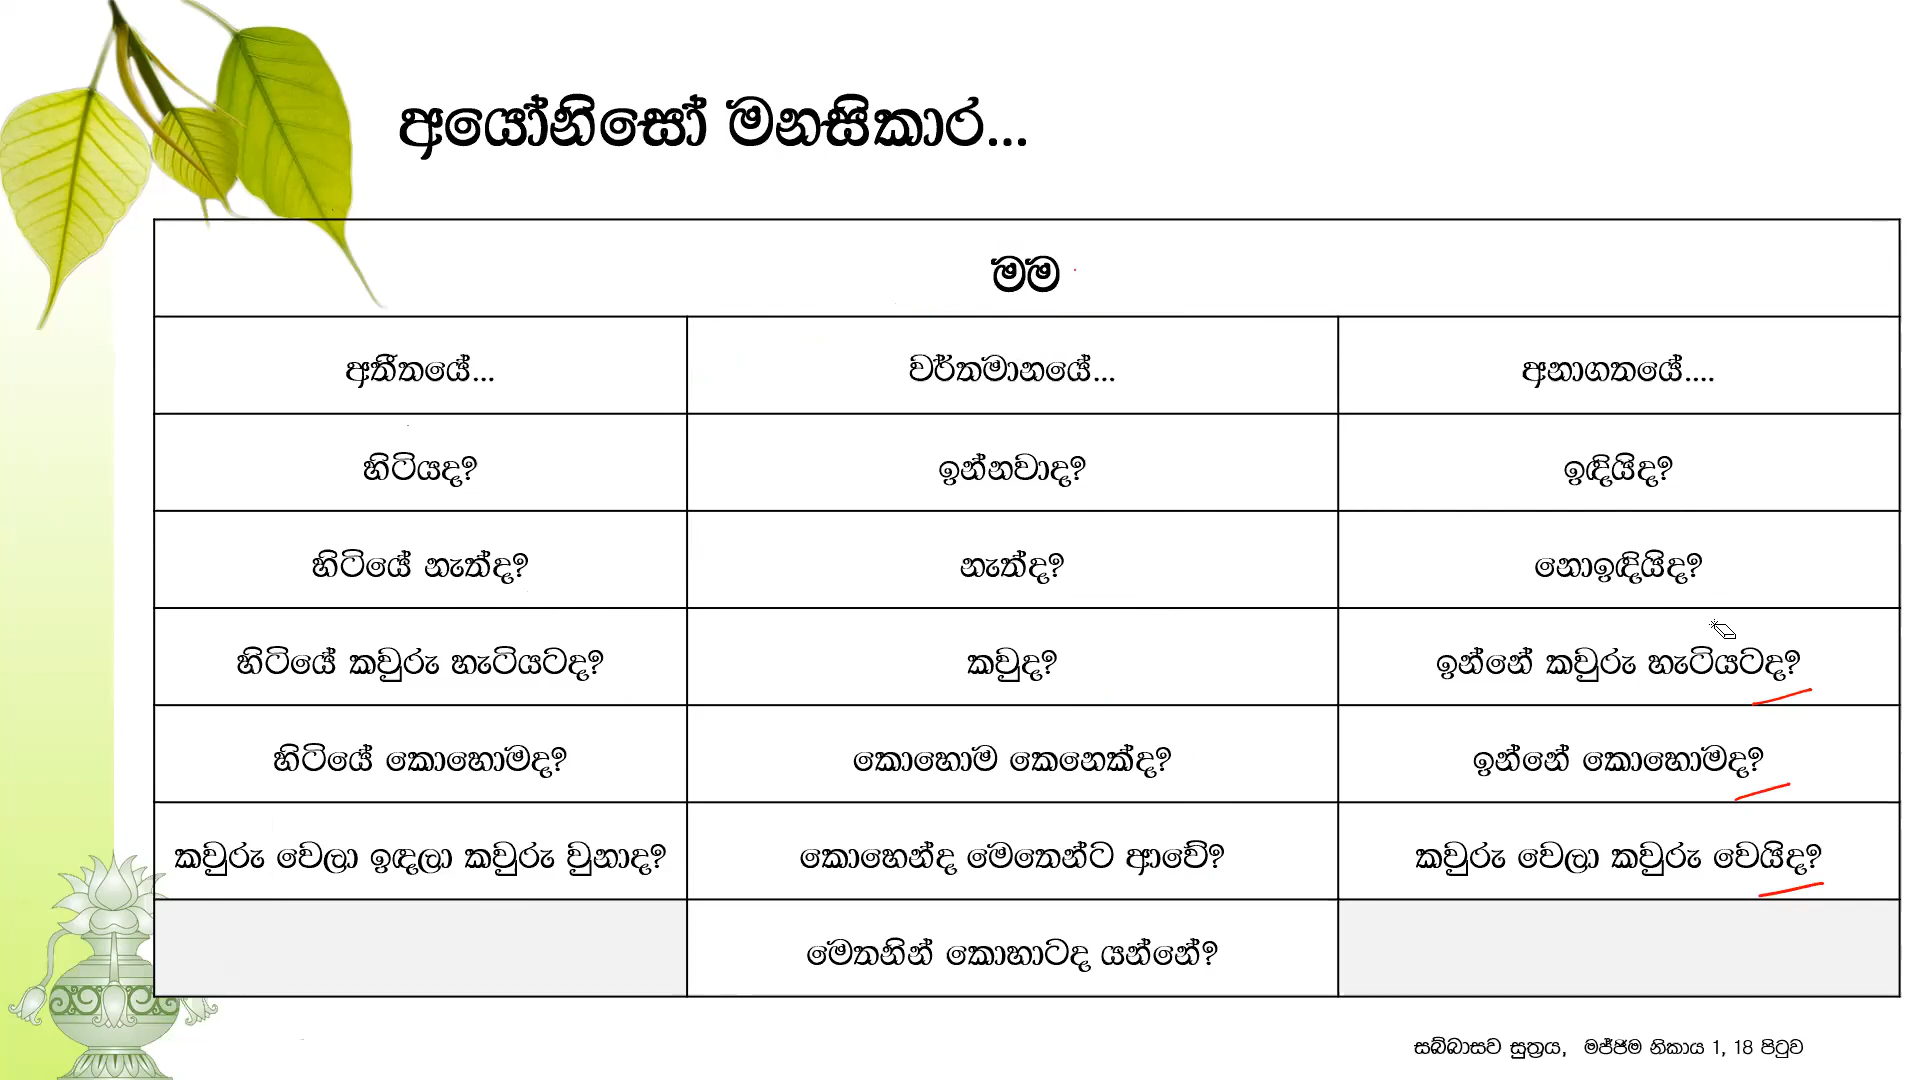 අයෝනිසෝ මනසිකාර...
මම
අතීතයේ... වර්තමානයේ... අනාගතයේ....
හිටියද? ඉන්නවාද? ඉඳියිද?
හිටියේ නැත්ද? නැත්ද? නොඉඳියිද?
හිටියේ කවුරු හැටියටද? කවුද? ඉන්නේ කවුරු හැටියටද?
හිටියේ කොහොමද? කොහොම කෙනෙක්ද? ඉන්නේ කොහොමද?
කවුරු වෙලා ඉඳලා කවුරු වුනාද? කොහෙන්ද මෙතෙන්ට ආවේ? කවුරු වෙලා කවුරු වෙයිද?
මෙතනින් කොහාටද යන්නේ?
සබ්බාසව සුත්‍රය, මජ්ජිම නිකාය 1, 18 පිටුව